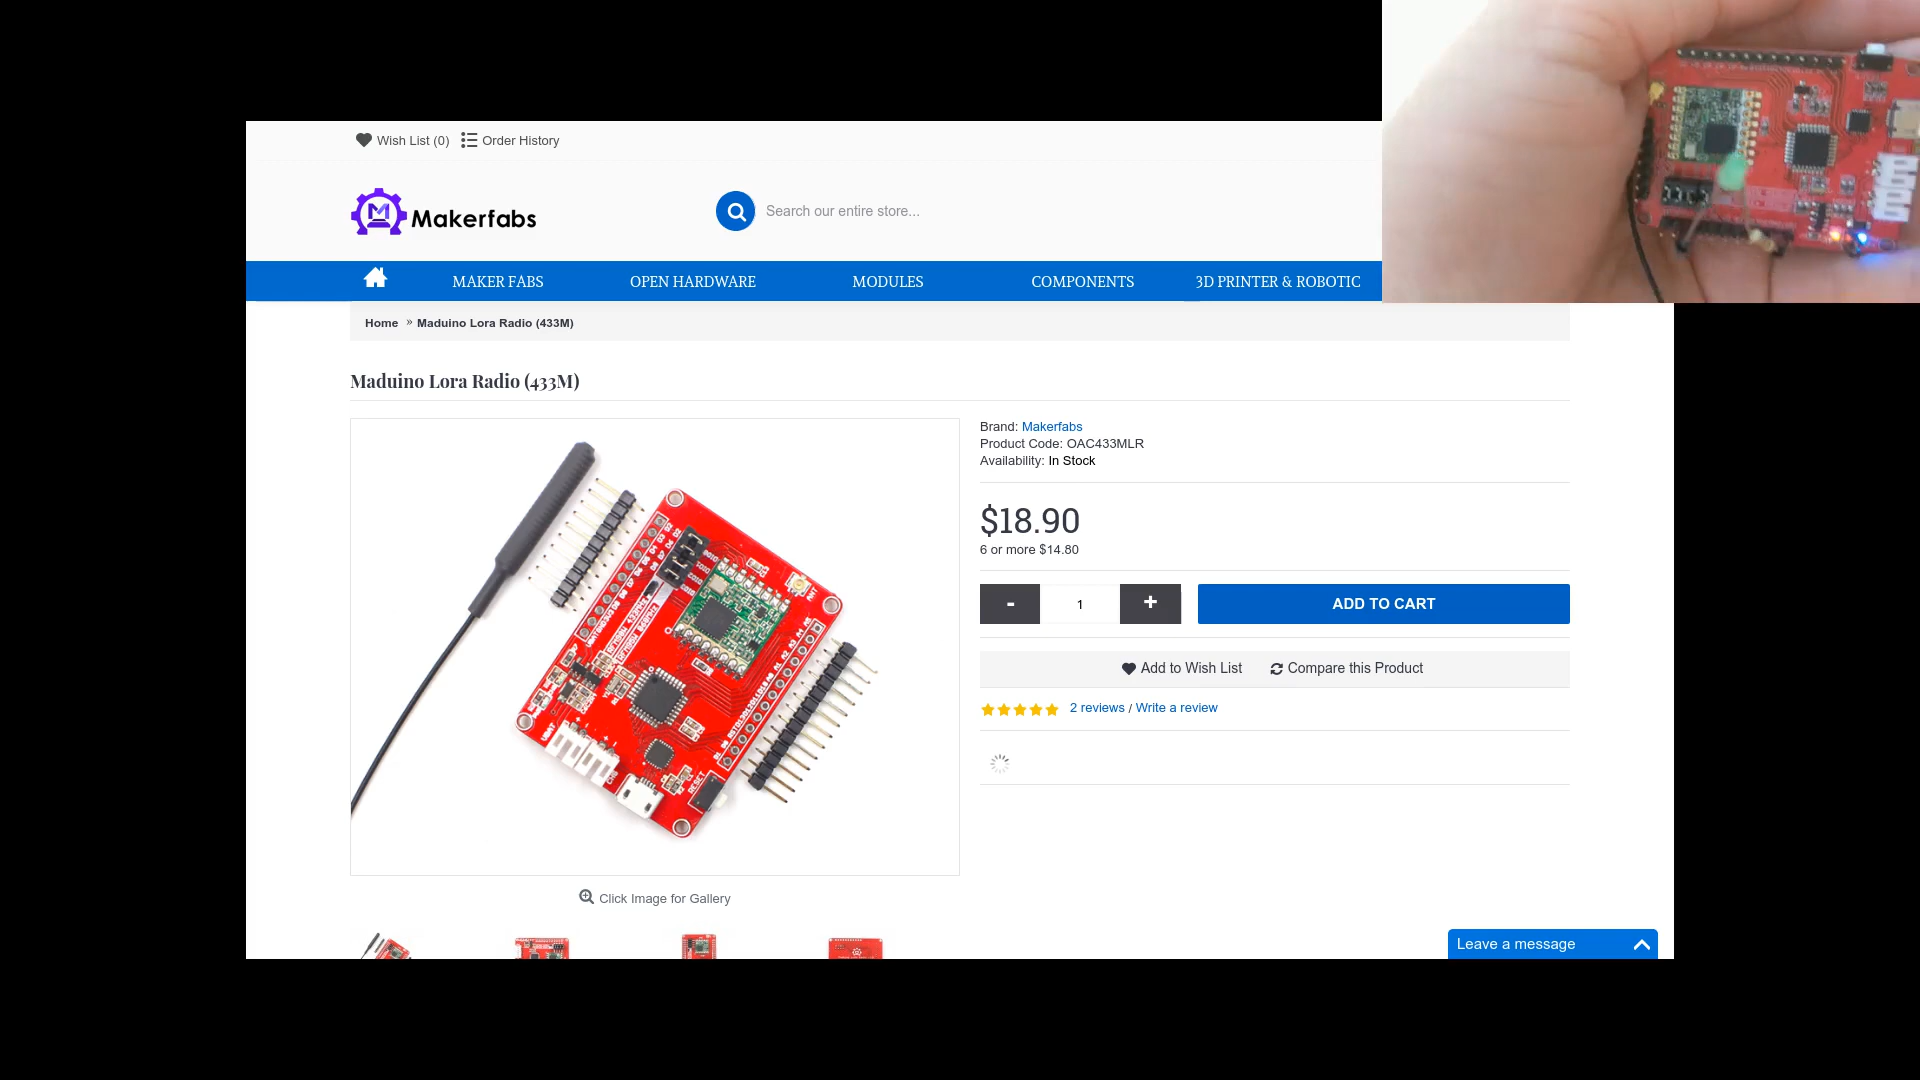 Wish List (0) Order History
Makerfabs
Search our entire store...
MAKER FABS OPEN HARDWARE MODULES COMPONENTS 3D PRINTER & ROBOTIC
Home » Maduino Lora Radio (433M)
Maduino Lora Radio (433M)
Brand: Makerfabs
Product Code: OAC433MLR
Availability: In Stock
$18.90
6 or more $14.80
- 1 + ADD TO CART
Add to Wish List Compare this Product
2 reviews / Write a review
RESET
Click Image for Gallery
Leave a message